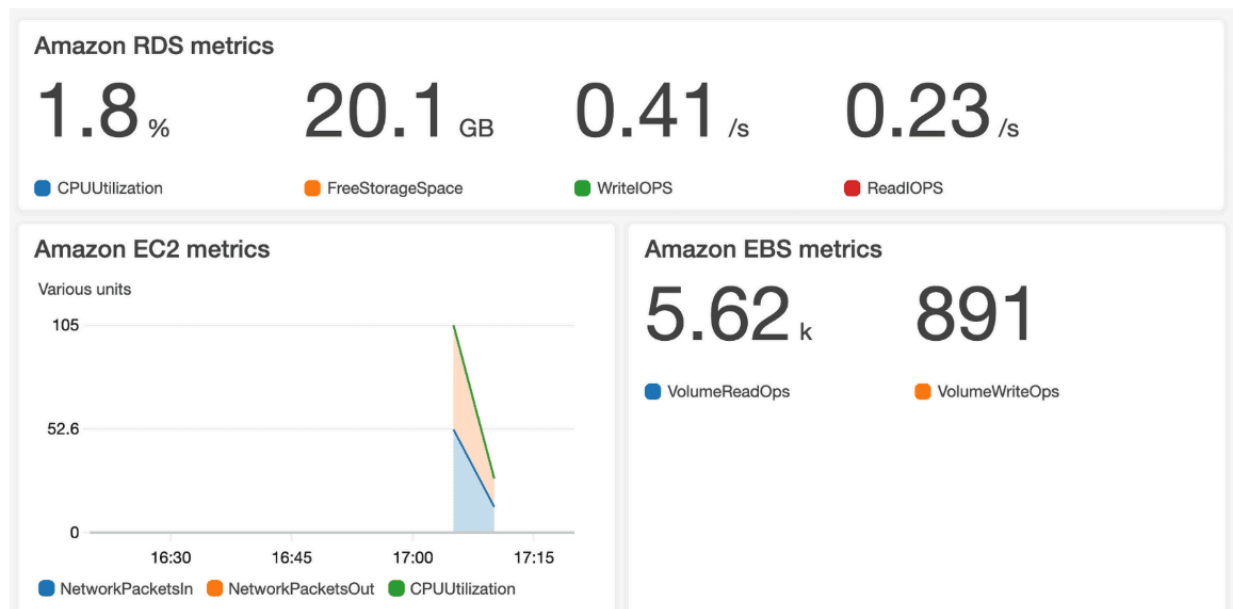 Amazon RDS metrics
1.8 % 20.1 GB 0.41 /s 0.23 /s
CPUUtilization FreeStorageSpace WriteIOPS ReadIOPS
Amazon EC2 metrics
Various units
105
52.6
0
16:30 16:45 17:00 17:15
NetworkPacketsIn NetworkPacketsOut CPUUtilization
Amazon EBS metrics
5.62 k 891
VolumeReadOps VolumeWriteOps